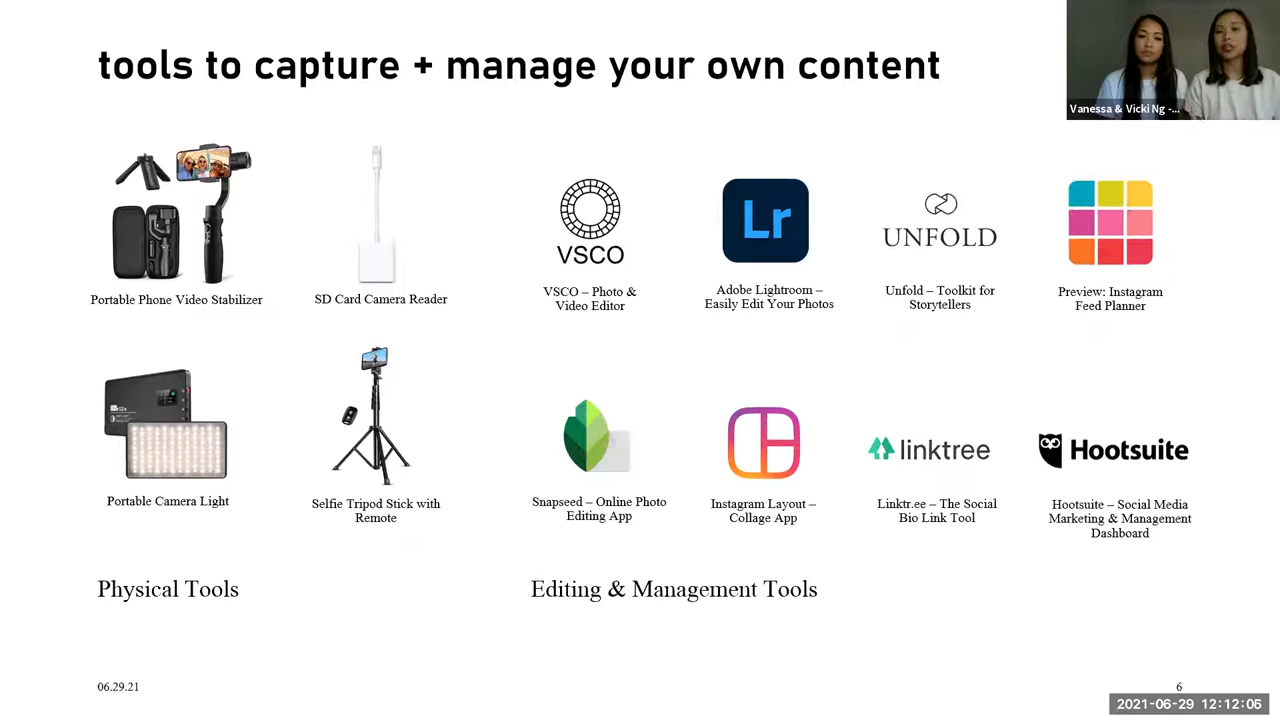 tools to capture + manage your own content
Vanessa & Vicki Ng -...
Portable Phone Video Stabilizer
SD Card Camera Reader
VSCO
VSCO – Photo &
Video Editor
Lr
Adobe Lightroom –
Easily Edit Your Photos
UNFOLD
Unfold – Toolkit for
Storytellers
Preview: Instagram
Feed Planner
Portable Camera Light
Selfie Tripod Stick with
Remote
Snapseed – Online Photo
Editing App
Instagram Layout –
Collage App
linktree
Linktr.ee – The Social
Bio Link Tool
Hootsuite
Hootsuite – Social Media
Marketing & Management
Dashboard
Physical Tools
Editing & Management Tools
06.29.21
6
2021-06-29 12:12:06